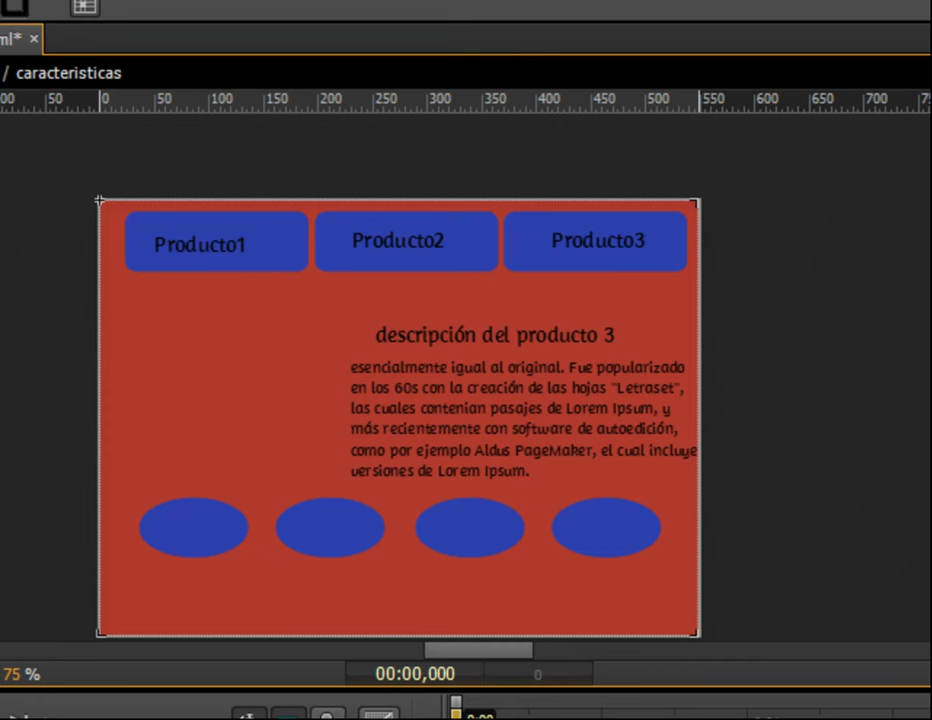 ml* ×
/ caracteristicas
00 50 0 50 100 150 200 250 300 350 400 450 500 550 600 650 700
Producto1 Producto2 Producto3
descripción del producto 3
esencialmente igual al original. Fue popularizado
en los 60s con la creación de las hojas "Letraset",
las cuales contenian pasajes de Lorem Ipsum, y
más recientemente con software de autoedición,
como por ejemplo Aldus PageMaker, el cual incluye
versiones de Lorem Ipsum.
75 % 00:00,000 0
0:00